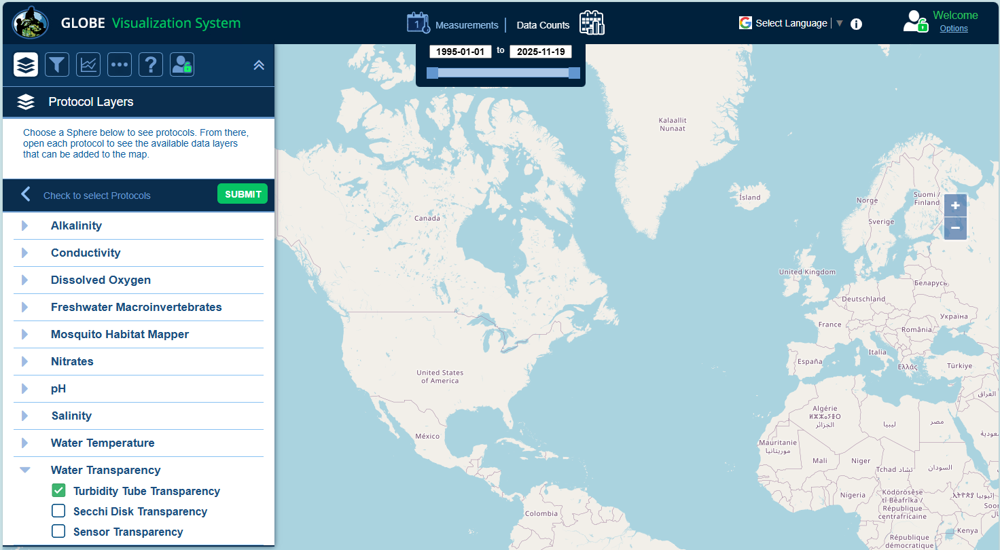 GLOBE Visualization System
1
Measurements
Data Counts
Select Language
Welcome
Options
1995-01-01 to 2025-11-19
Protocol Layers
Choose a Sphere below to see protocols. From there,
open each protocol to see the available data layers
that can be added to the map.
Check to select Protocols
SUBMIT
Alkalinity
Conductivity
Dissolved Oxygen
Freshwater Macroinvertebrates
Mosquito Habitat Mapper
Nitrates
pH
Salinity
Water Temperature
Water Transparency
Turbidity Tube Transparency
Secchi Disk Transparency
Sensor Transparency
Kalaallit
Nunaat
Ísland
Canada
Norge
Suomi /
Finland
Sverige
+
−
United Kingdom
Беларусь
Deutschland
France
Україна
România
España
Italia
Ελλάς
Türkiye
United States
of America
México
العراق
Algérie
ⵍⵣⵣⴰⵢⴻⵔ
الجزائر
ليبيا
مصر
Mauritanie
موريتانيا
Mali
Niger
Tchad تشاد
السودان
Nigeria
Ködörösêse
tî Bêafrîka /
République
centrafricaine
Colombia
Kenya
République
démocratique